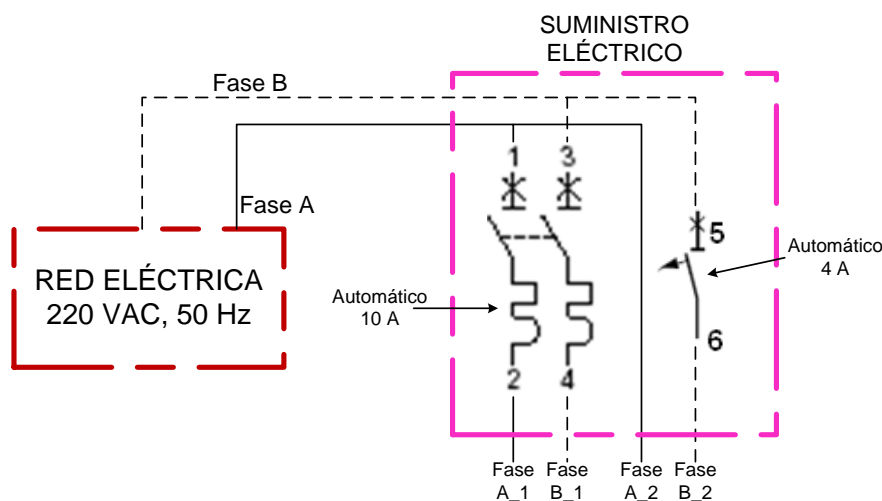 SUMINISTRO
ELÉCTRICO
Fase B
Fase A
RED ELÉCTRICA
220 VAC, 50 Hz
1
3
5
Automático
4 A
Automático
10 A
6
2
4
Fase
A_1
Fase
B_1
Fase
A_2
Fase
B_2